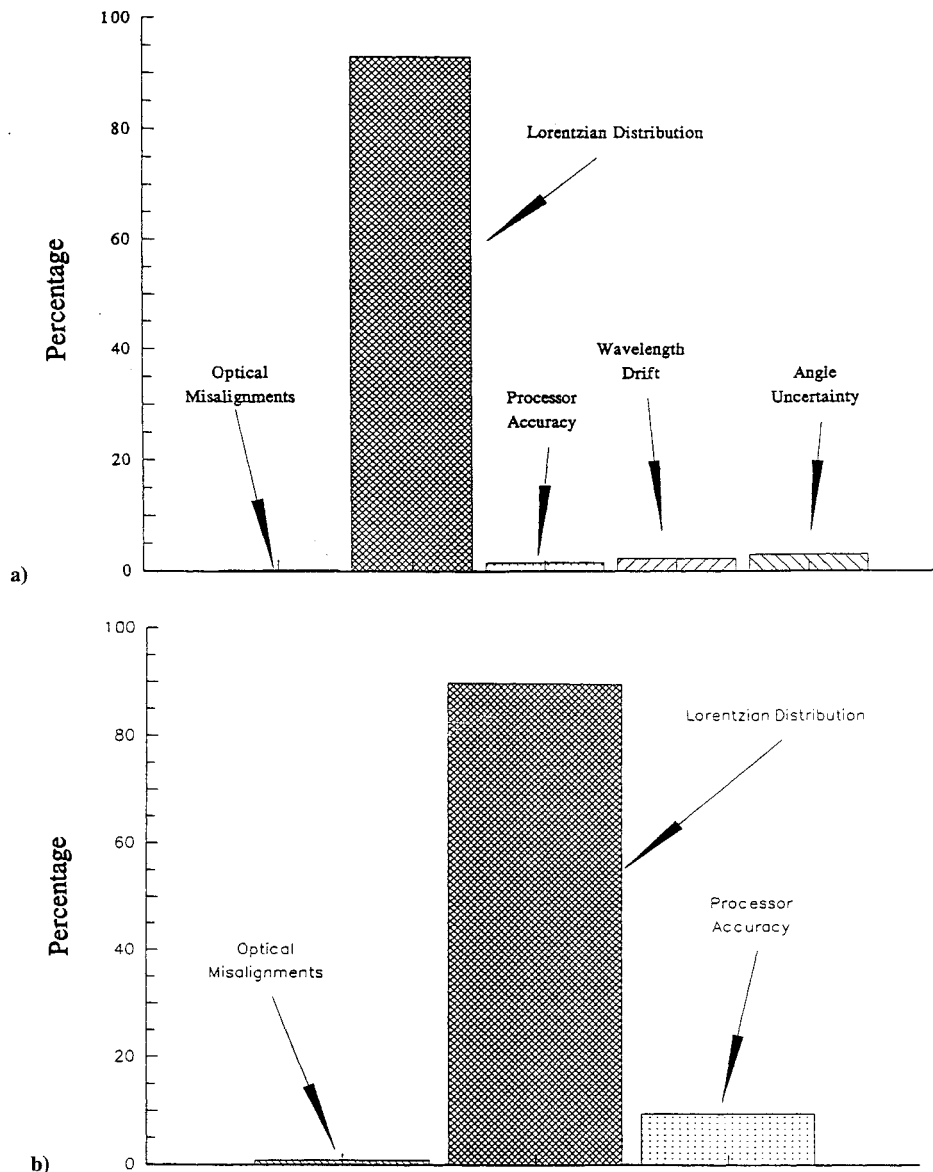 100
80
60
40
20
0
Percentage
Lorentzian Distribution
Optical
Misalignments
Processor
Accuracy
Wavelength
Drift
Angle
Uncertainty
a)
100
80
60
40
20
0
Percentage
Lorentzian Distribution
Optical
Misalignments
Processor
Accuracy
b)